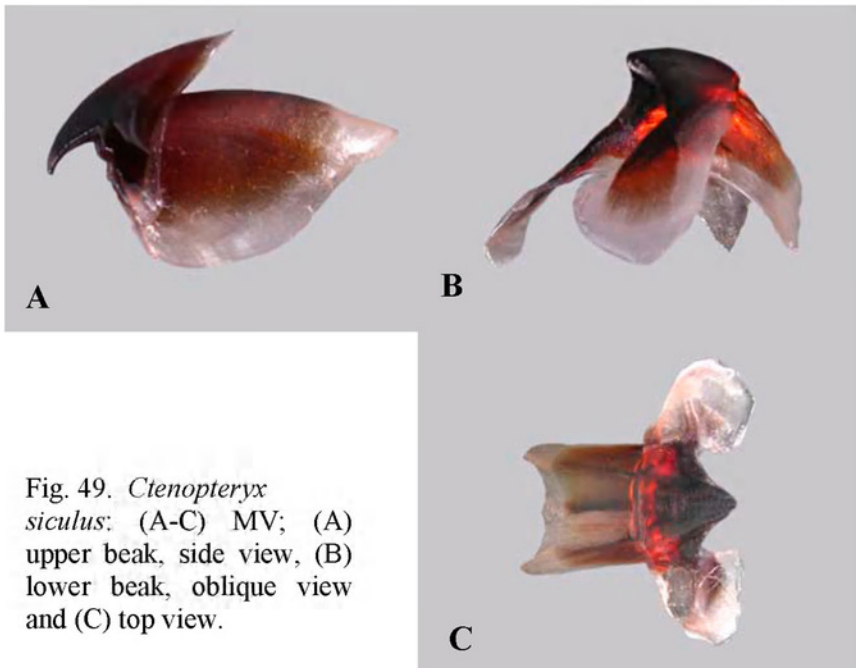 A
B
Fig. 49. Ctenopteryx
siculus: (A-C) MV; (A)
upper beak, side view, (B)
lower beak, oblique view
and (C) top view.
C